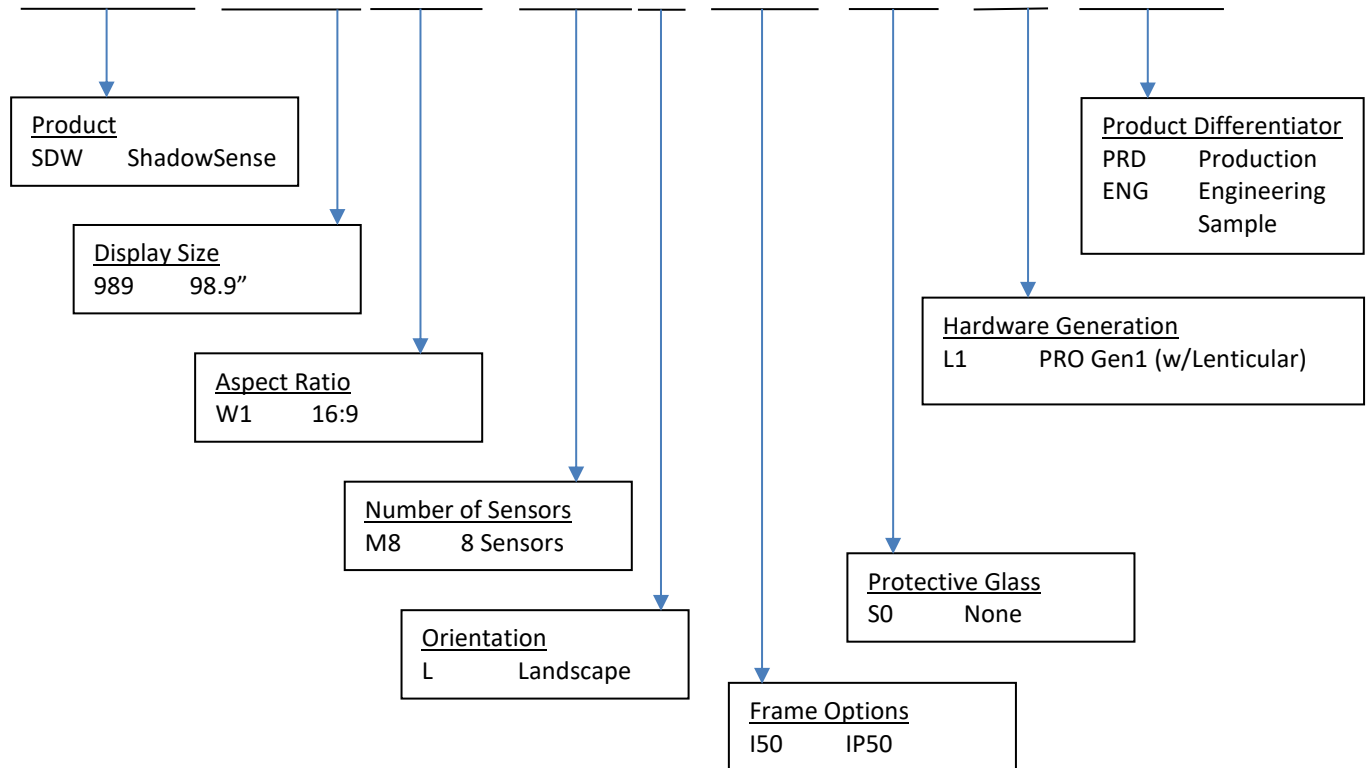 Product
SDW ShadowSense
Display Size
989 98.9”
Aspect Ratio
W1 16:9
Number of Sensors
M8 8 Sensors
Orientation
L Landscape
Frame Options
I50 IP50
Protective Glass
S0 None
Hardware Generation
L1 PRO Gen1 (w/Lenticular)
Product Differentiator
PRD Production
ENG Engineering
Sample